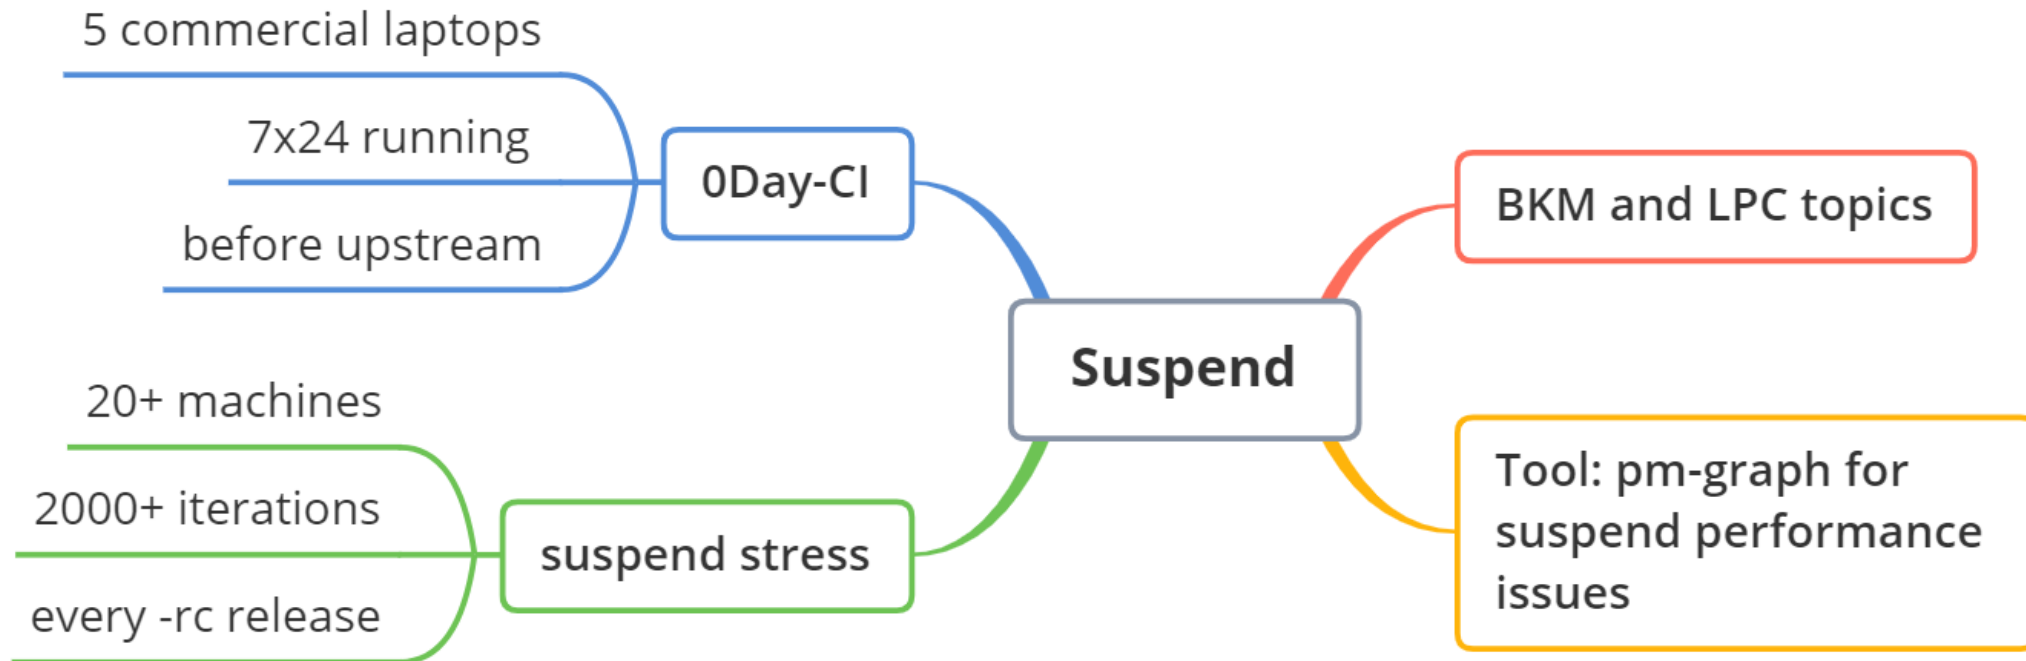 5 commercial laptops
7x24 running
before upstream
0Day-CI
20+ machines
2000+ iterations
every -rc release
suspend stress
Suspend
BKM and LPC topics
Tool: pm-graph for
suspend performance
issues